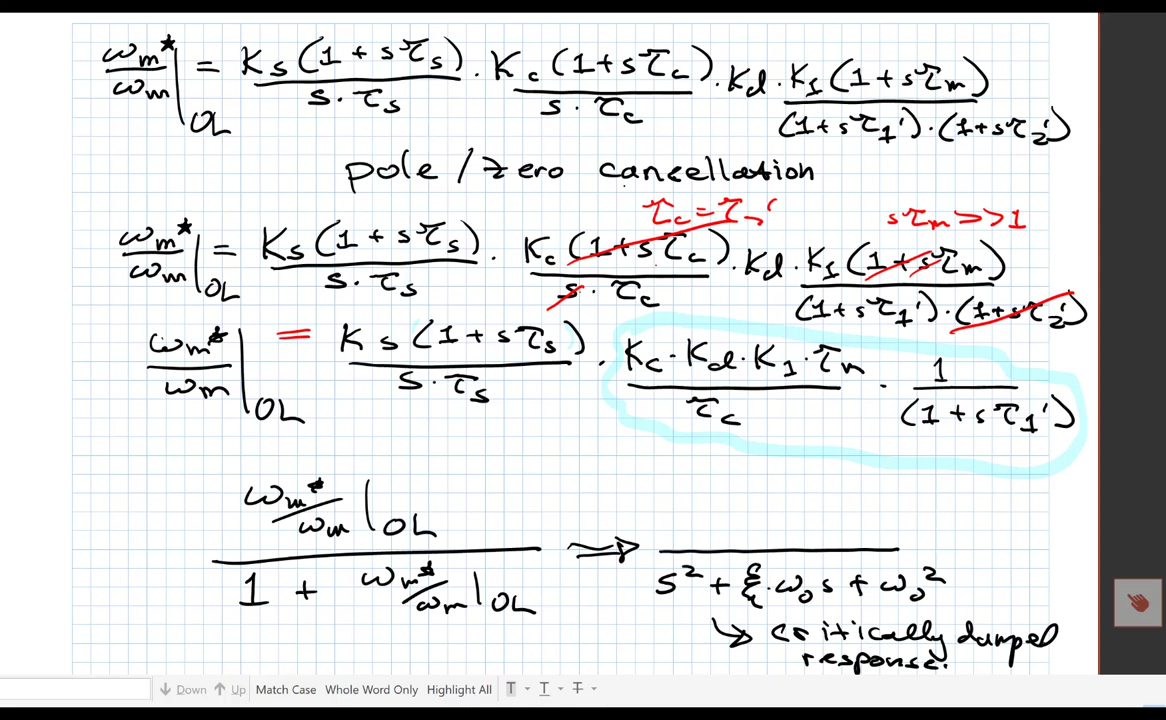 ωm*/ωm |OL = Ks(1 + sτs)/(s · τs) · Kc(1+sτc)/(s · τc) · Kd · K1(1+sτm)/((1+sτ1')·(1+sτ2'))
pole / zero cancellation
τc = τ2' sτm >> 1
ωm*/ωm |OL = Ks(1 + sτs)/(s · τs) · Kc(1+sτc)/(s · τc) · Kd · K1(1+sτm)/((1+sτ1')·(1+sτ2'))
ωm*/ωm |OL = Ks(1 + sτs)/(s · τs) · Kc · Kd · K1 · τm/τc · 1/(1 + sτ1')
ωm*/ωm |OL / (1 + ωm*/ωm |OL) ⇒ /(s² + ξ·ω0 s + ω0²)
↳ critically damped
response.
Down Up Match Case Whole Word Only Highlight All T T T